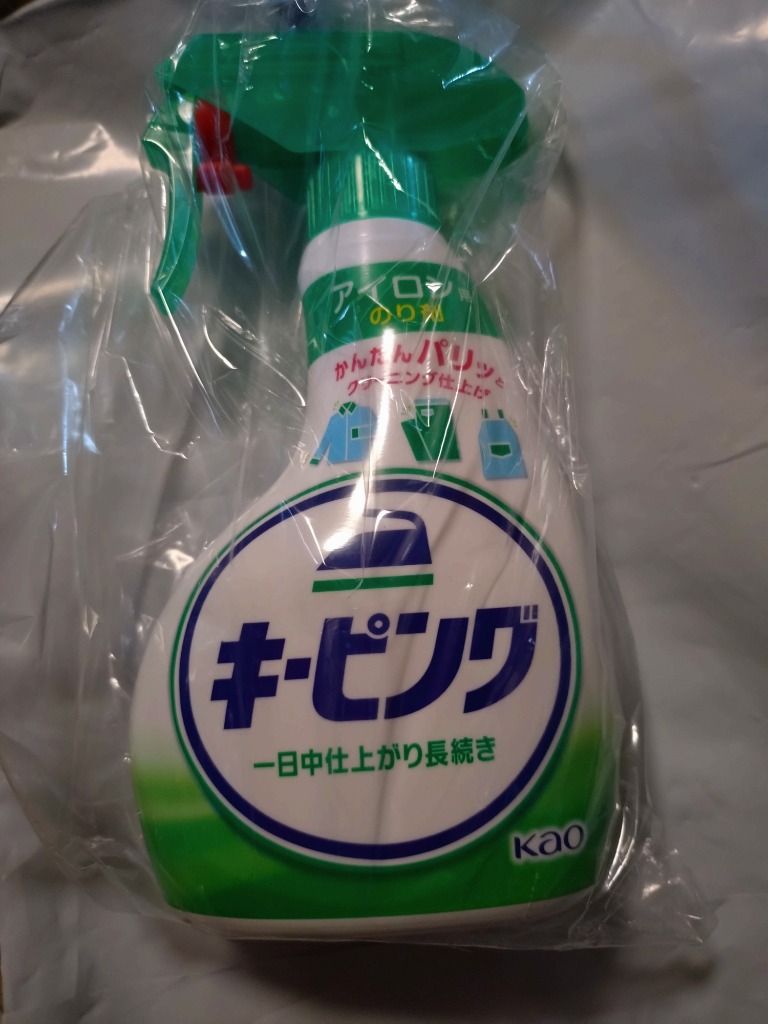 アイロン用
のり剤
かんたんパリッと
クリーニング仕上げ
キーピング
一日中仕上がり長続き
Kao